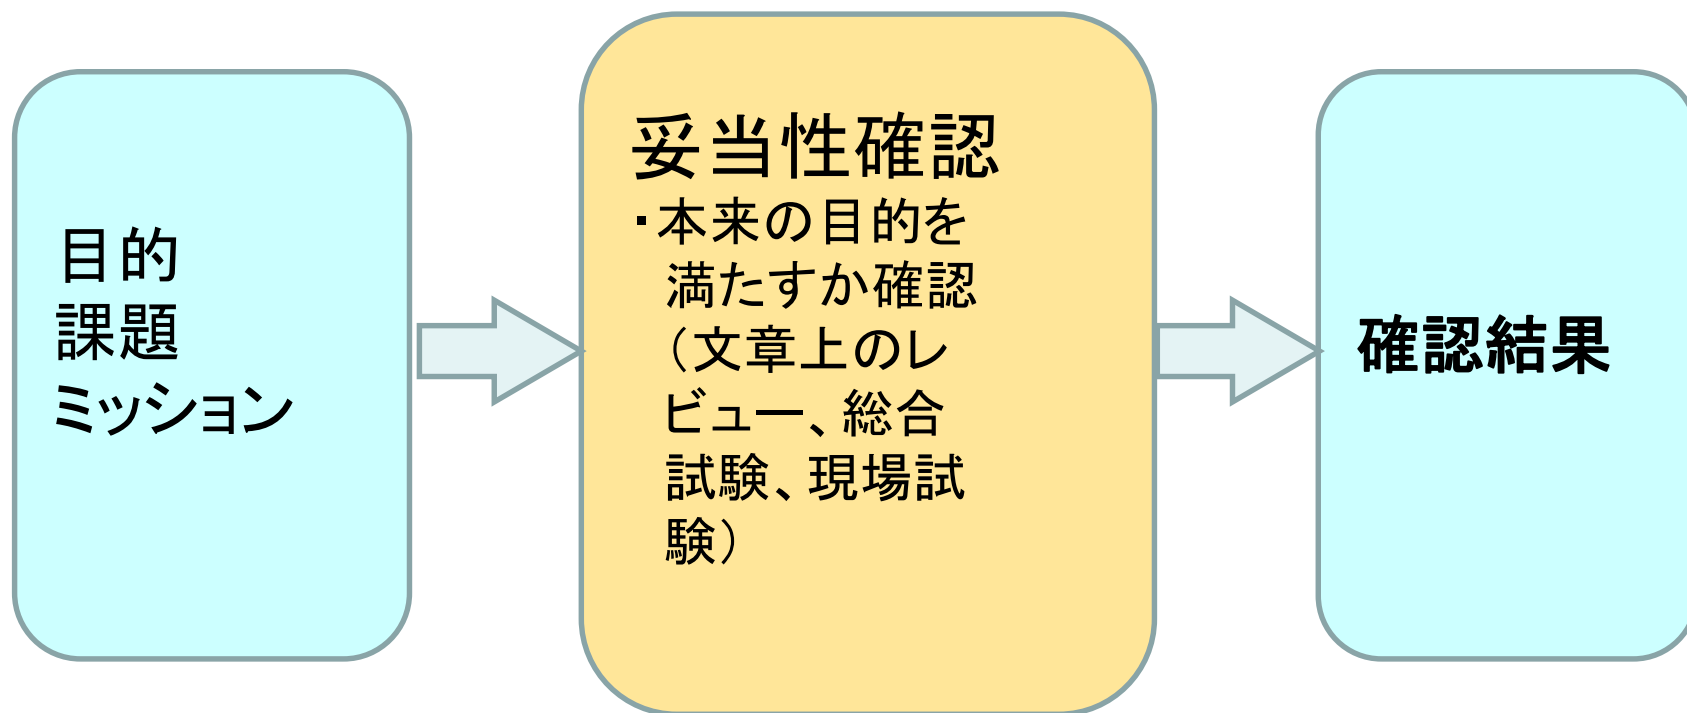 目的
課題
ミッション
妥当性確認
・本来の目的を
満たすか確認
（文章上のレ
ビュー、総合
試験、現場試
験）
確認結果